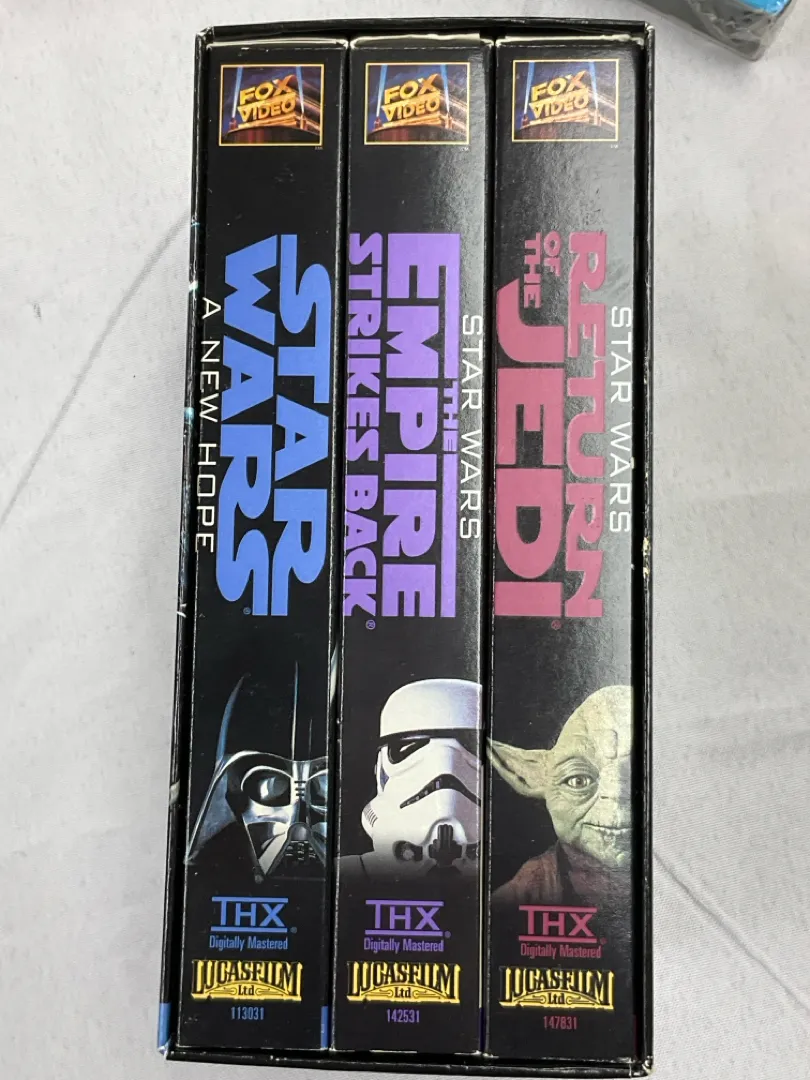 FOX
VIDEO
STAR
WARS®
A NEW HOPE
THX®
Digitally Mastered
LUCASFILM
Ltd
113031
FOX
VIDEO
STAR WARS
THE
EMPIRE
STRIKES BACK®
THX®
Digitally Mastered
LUCASFILM
Ltd
142531
FOX
VIDEO
STAR WARS
RETURN
OF THE
JEDI®
THX®
Digitally Mastered
LUCASFILM
Ltd
147831